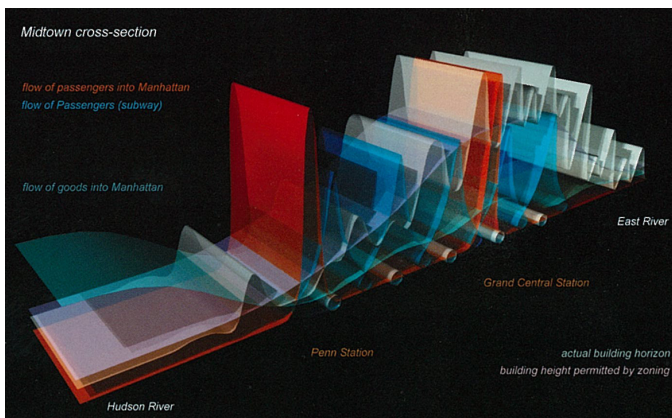 Midtown cross-section
flow of passengers into Manhattan
flow of Passengers (subway)
flow of goods into Manhattan
East River
Grand Central Station
Penn Station
actual building horizon
building height permitted by zoning
Hudson River